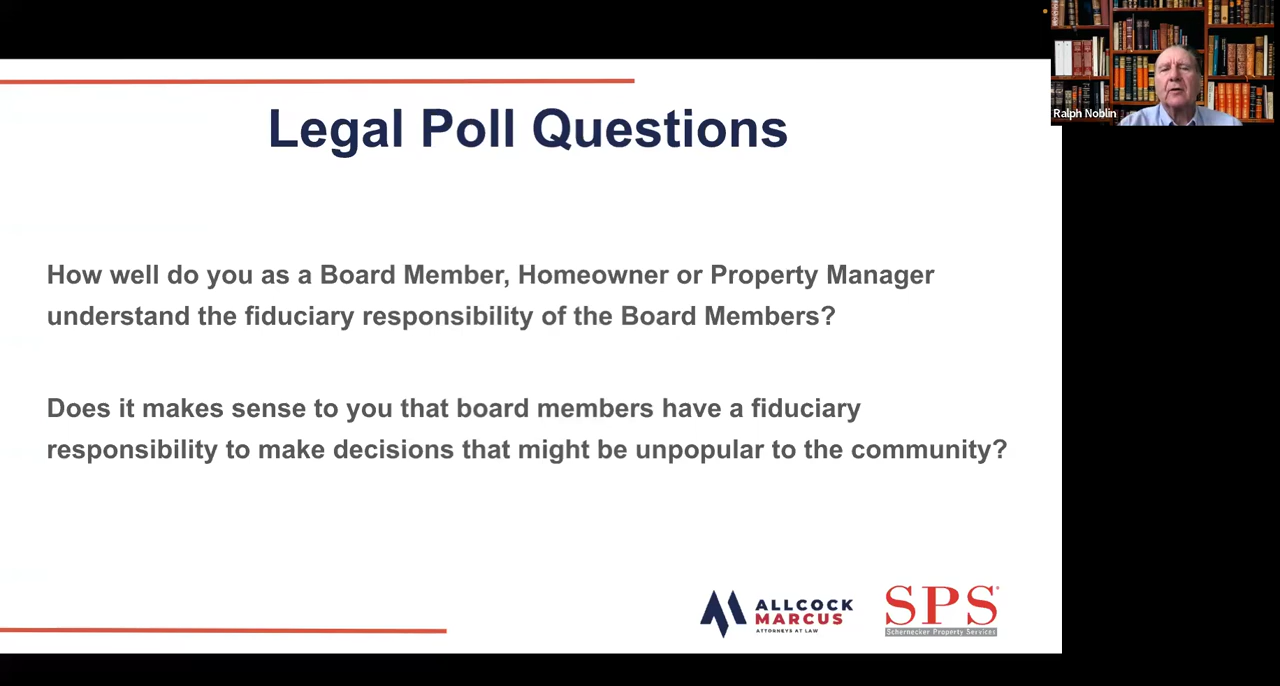 Legal Poll Questions
Ralph Noblin
How well do you as a Board Member, Homeowner or Property Manager
understand the fiduciary responsibility of the Board Members?
Does it makes sense to you that board members have a fiduciary
responsibility to make decisions that might be unpopular to the community?
ALLCOCK
MARCUS
ATTORNEYS AT LAW
SPS
Schernecker Property Services